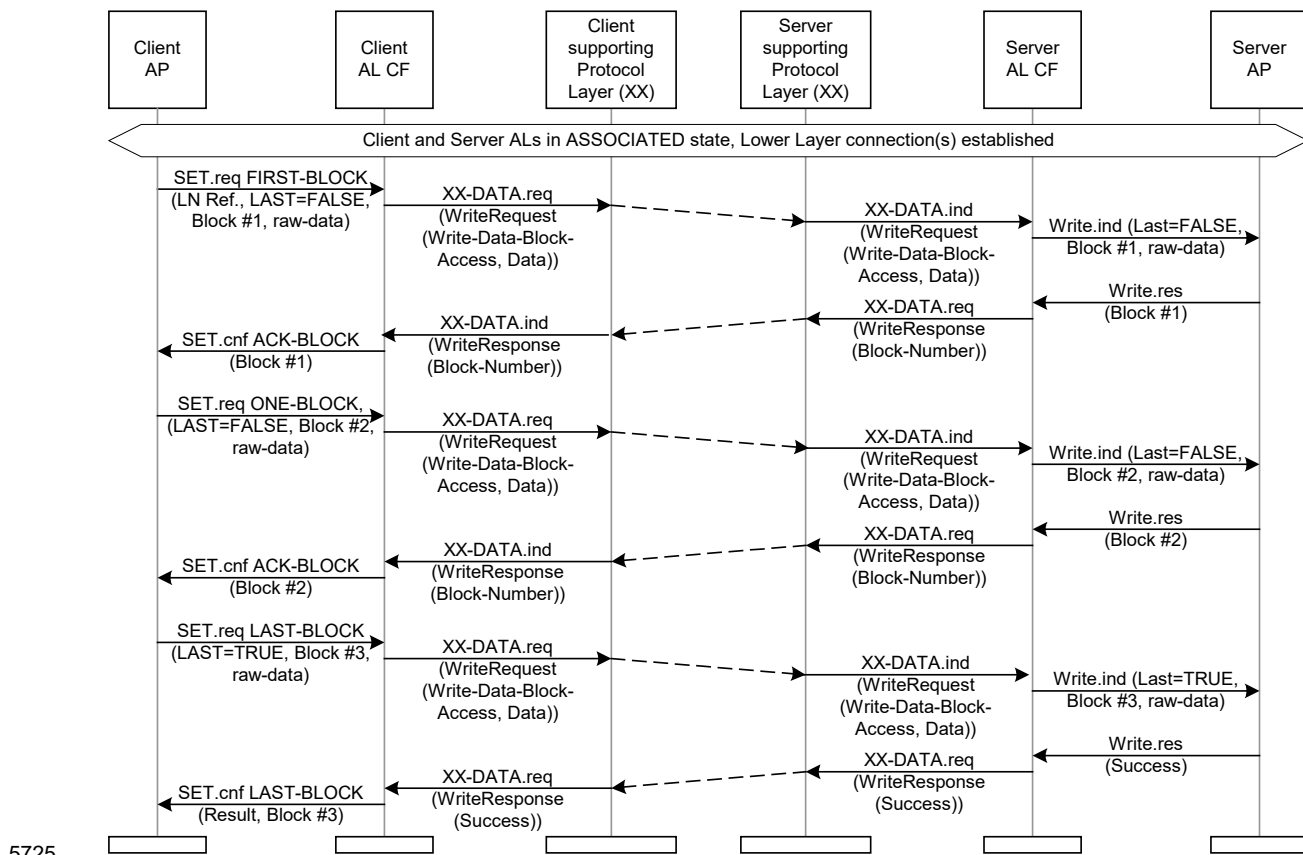 Client
AP
Client
AL CF
Client
supporting
Protocol
Layer (XX)
Server
supporting
Protocol
Layer (XX)
Server
AL CF
Server
AP
Client and Server ALs in ASSOCIATED state, Lower Layer connection(s) established
SET.req FIRST-BLOCK
(LN Ref., LAST=FALSE,
Block #1, raw-data)
XX-DATA.req
(WriteRequest
(Write-Data-Block-
Access, Data))
XX-DATA.ind
(WriteRequest
(Write-Data-Block-
Access, Data))
Write.ind (Last=FALSE,
Block #1, raw-data)
Write.res
(Block #1)
XX-DATA.req
(WriteResponse
(Block-Number))
XX-DATA.ind
(WriteResponse
(Block-Number))
SET.cnf ACK-BLOCK
(Block #1)
SET.req ONE-BLOCK,
(LAST=FALSE, Block #2,
raw-data)
XX-DATA.req
(WriteRequest
(Write-Data-Block-
Access, Data))
XX-DATA.ind
(WriteRequest
(Write-Data-Block-
Access, Data))
Write.ind (Last=FALSE,
Block #2, raw-data)
Write.res
(Block #2)
XX-DATA.req
(WriteResponse
(Block-Number))
XX-DATA.ind
(WriteResponse
(Block-Number))
SET.cnf ACK-BLOCK
(Block #2)
SET.req LAST-BLOCK
(LAST=TRUE, Block #3,
raw-data)
XX-DATA.req
(WriteRequest
(Write-Data-Block-
Access, Data))
XX-DATA.ind
(WriteRequest
(Write-Data-Block-
Access, Data))
Write.ind (Last=TRUE,
Block #3, raw-data)
Write.res
(Success)
XX-DATA.req
(WriteResponse
(Success))
XX-DATA.req
(WriteResponse
(Success))
SET.cnf LAST-BLOCK
(Result, Block #3)
5725